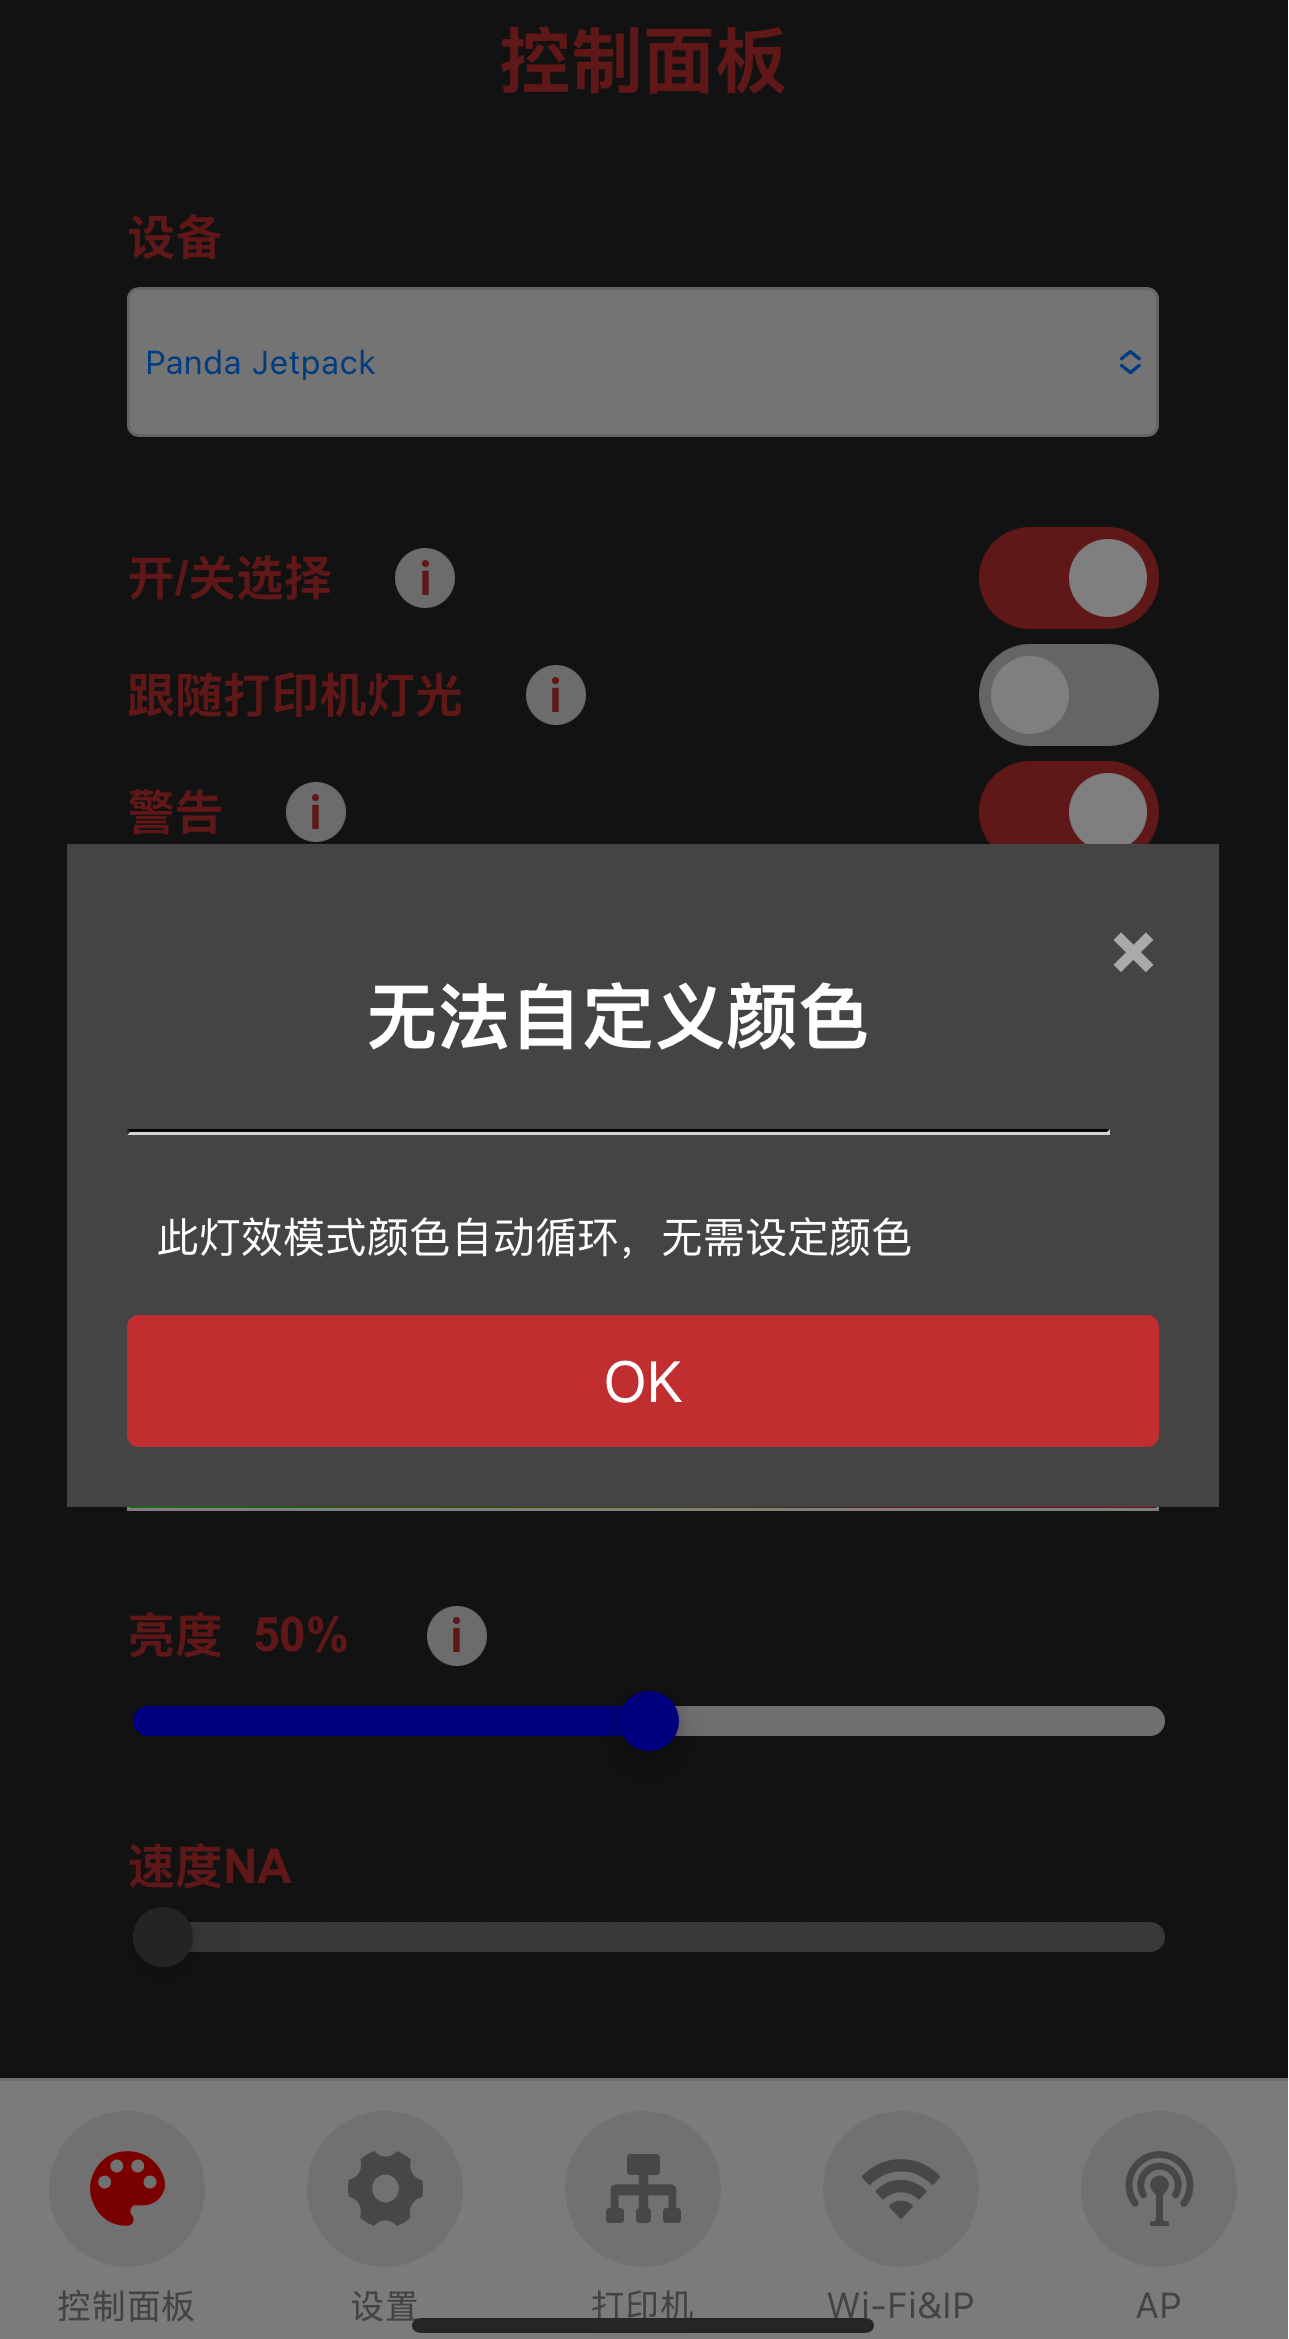 控制面板
设备
Panda Jetpack
开/关选择 i
跟随打印机灯光 i
警告 i
×
无法自定义颜色
此灯效模式颜色自动循环，无需设定颜色
OK
亮度 50% i
速度NA
控制面板 设置 打印机 Wi-Fi&IP AP